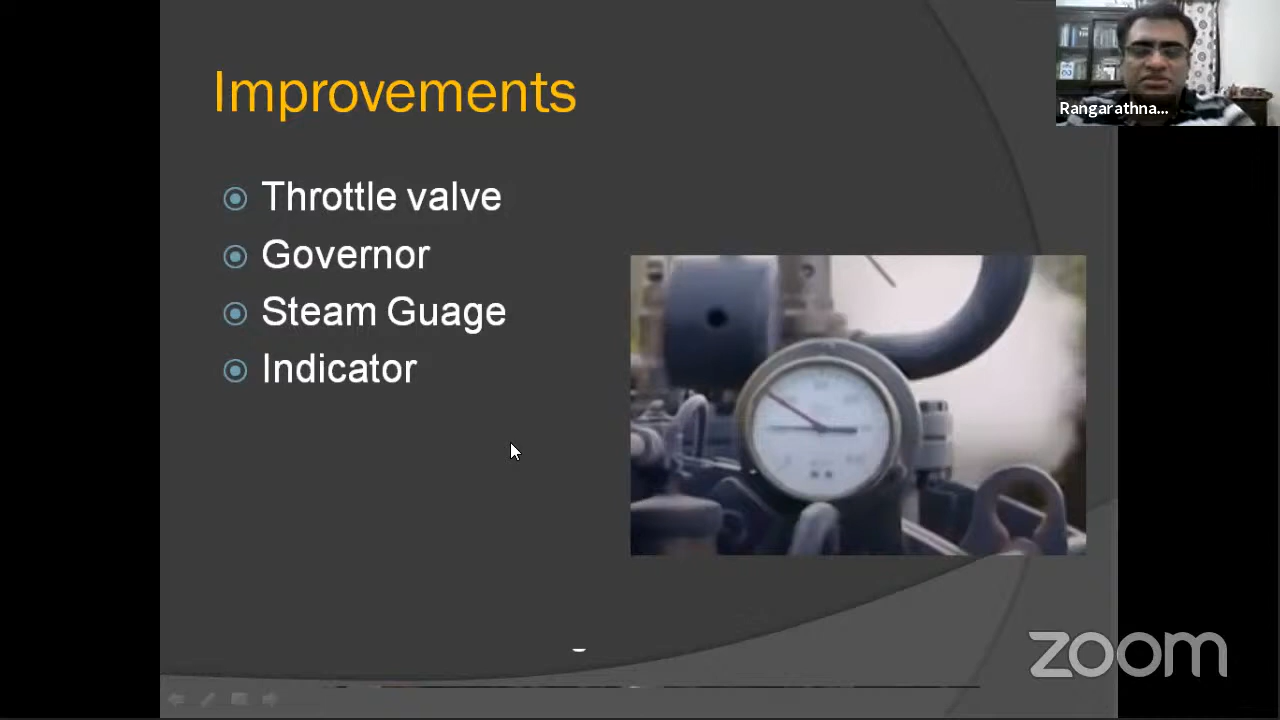 Improvements
Throttle valve
Governor
Steam Guage
Indicator
Rangarathna...
zoom